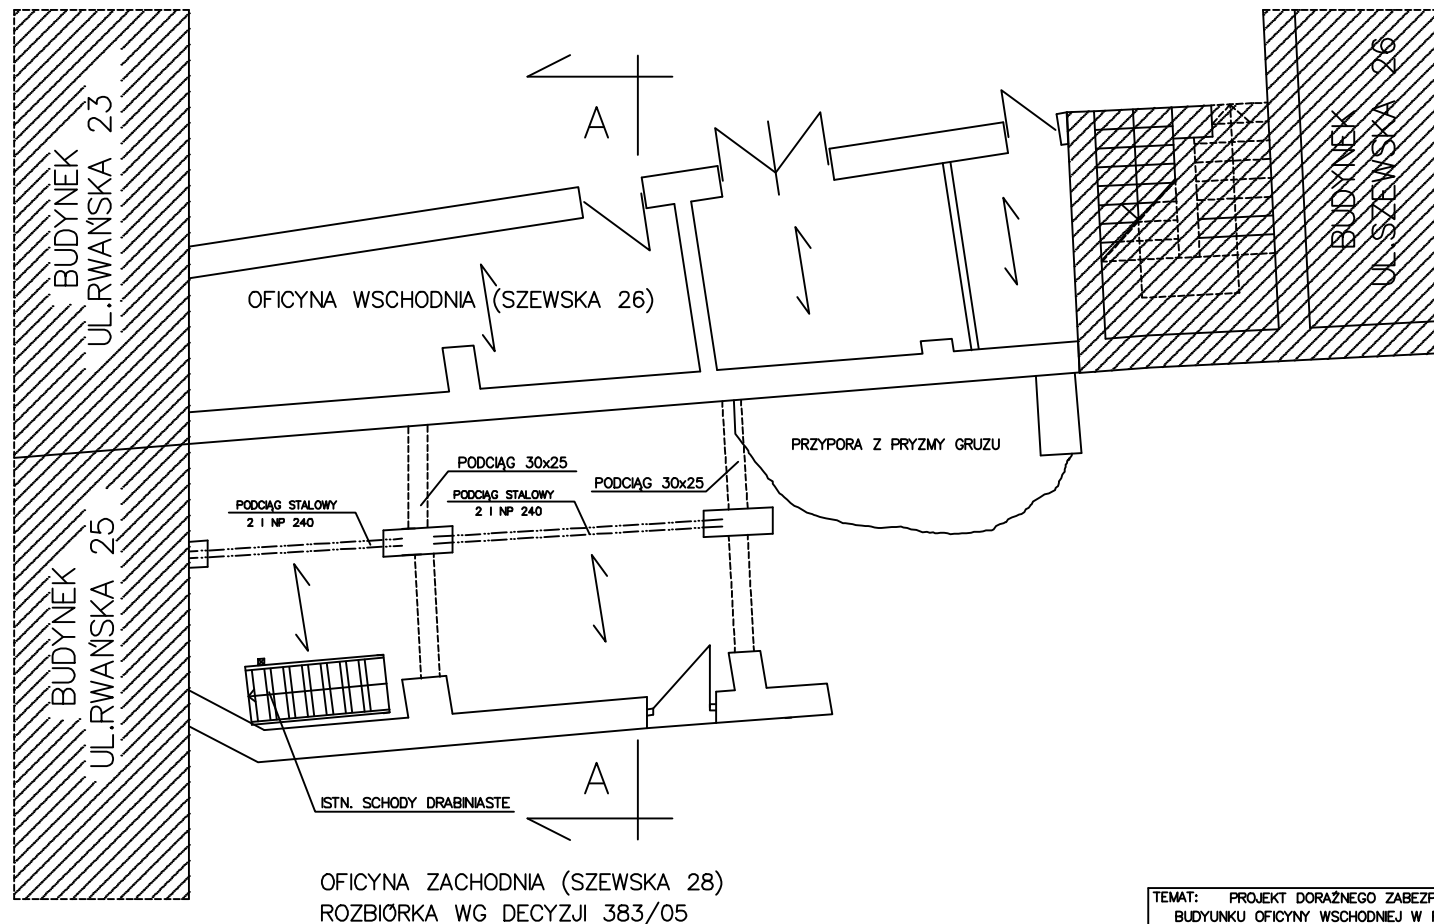 BUDYNEK
UL.RWAŃSKA 23
BUDYNEK
UL.RWAŃSKA 25
BUDYNEK
UL.SZEWSKA 26
A
OFICYNA WSCHODNIA (SZEWSKA 26)
PRZYPORA Z PRYZMY GRUZU
PODCIĄG 30x25
PODCIĄG 30x25
PODCIĄG STALOWY
2 I NP 240
PODCIĄG STALOWY
2 I NP 240
ISTN. SCHODY DRABINIASTE
A
OFICYNA ZACHODNIA (SZEWSKA 28)
ROZBIÓRKA WG DECYZJI 383/05
TEMAT: PROJEKT DORAŹNEGO
BUDYUNKU OFICYNY WSCHODNIEJ W